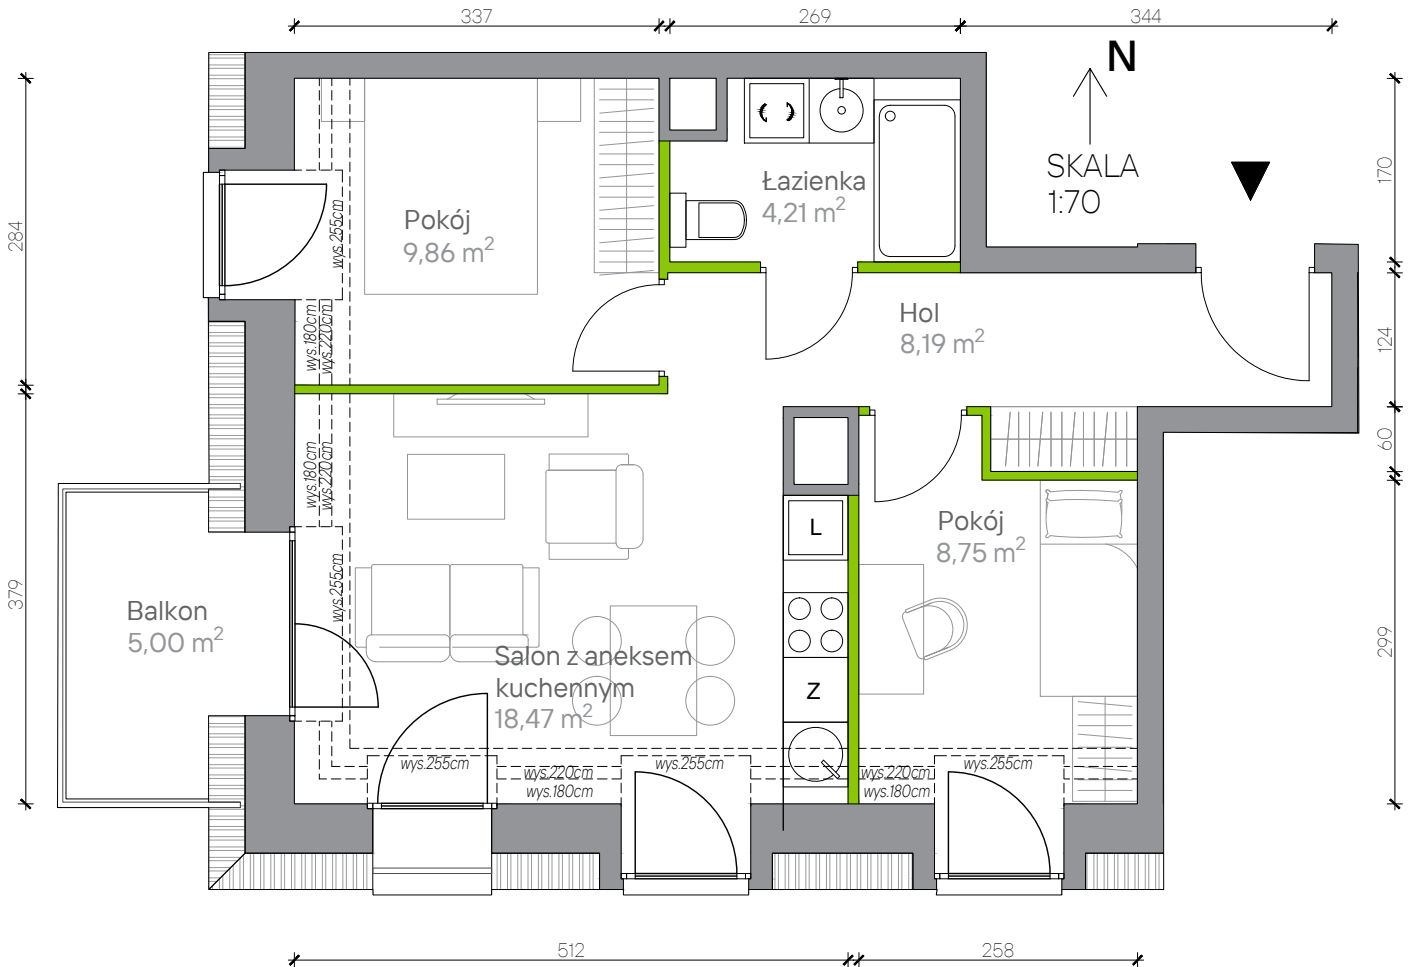 337
269
344
N
SKALA
1:70
170
284
Łazienka
4,21 m²
Pokój
9,86 m²
wys.255cm
Hol
8,19 m²
124
wys.180cm
wys.220cm
60
wys.180cm
wys.220cm
L
Pokój
8,75 m²
wys.255cm
379
Balkon
5,00 m²
299
Salon z aneksem
kuchennym
18,47 m²
Z
wys.255cm
wys.220cm
wys.180cm
wys.255cm
wys.220cm
wys.180cm
wys.255cm
512
258